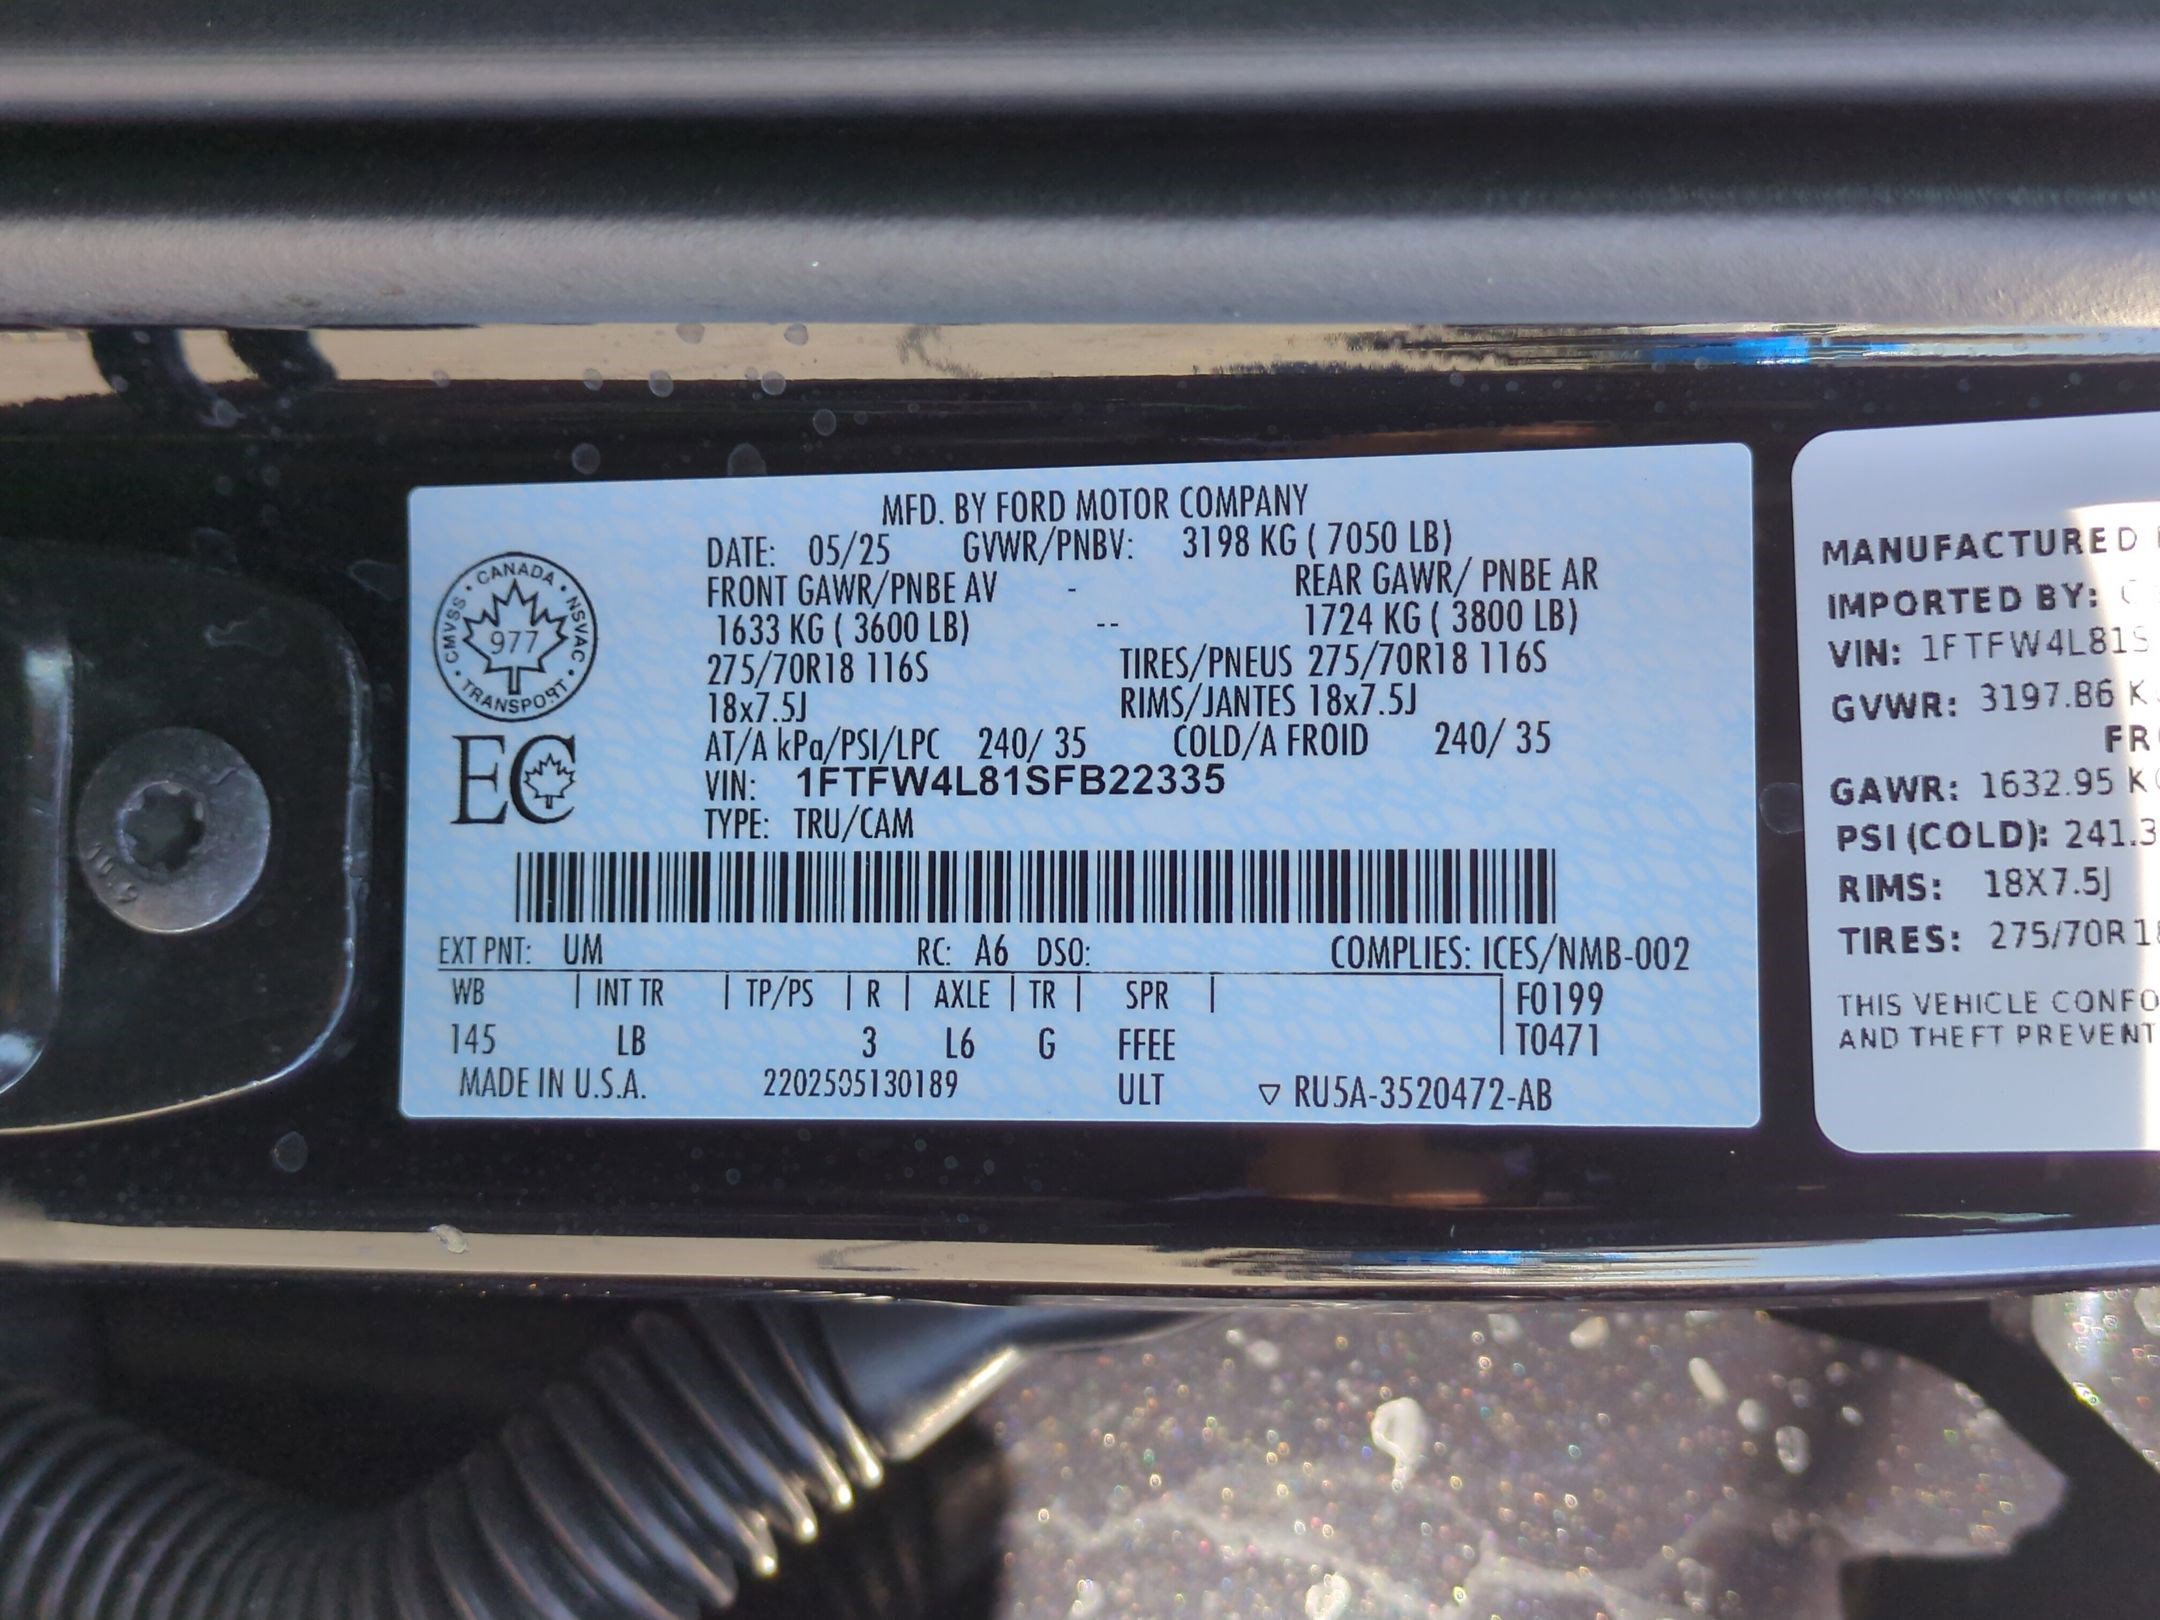 MFD. BY FORD MOTOR COMPANY
DATE: 05/25 GVWR/PNBV: 3198 KG ( 7050 LB)
FRONT GAWR/PNBE AV - REAR GAWR/ PNBE AR
1633 KG ( 3600 LB) -- 1724 KG ( 3800 LB)
275/70R18 116S TIRES/PNEUS 275/70R18 116S
18x7.5J RIMS/JANTES 18x7.5J
AT/A kPa/PSI/LPC 240/ 35 COLD/A FROID 240/ 35
VIN: 1FTFW4L81SFB22335
TYPE: TRU/CAM
CANADA
CMVSS
NSVAC
977
TRANSPORT
EC
EXT PNT: UM RC: A6 DSO: COMPLIES: ICES/NMB-002
WB | INT TR | TP/PS | R | AXLE | TR | SPR | F0199
145 LB 3 L6 G FFEE T0471
MADE IN U.S.A. 2202505130189 ULT ▽ RU5A-3520472-AB
MANUFACTURED
IMPORTED BY:
VIN: 1FTFW4L81S
GVWR: 3197.86 K
FR
GAWR: 1632.95 K
PSI (COLD): 241.3
RIMS: 18X7.5J
TIRES: 275/70R18
THIS VEHICLE CONFO
AND THEFT PREVENT
10.9